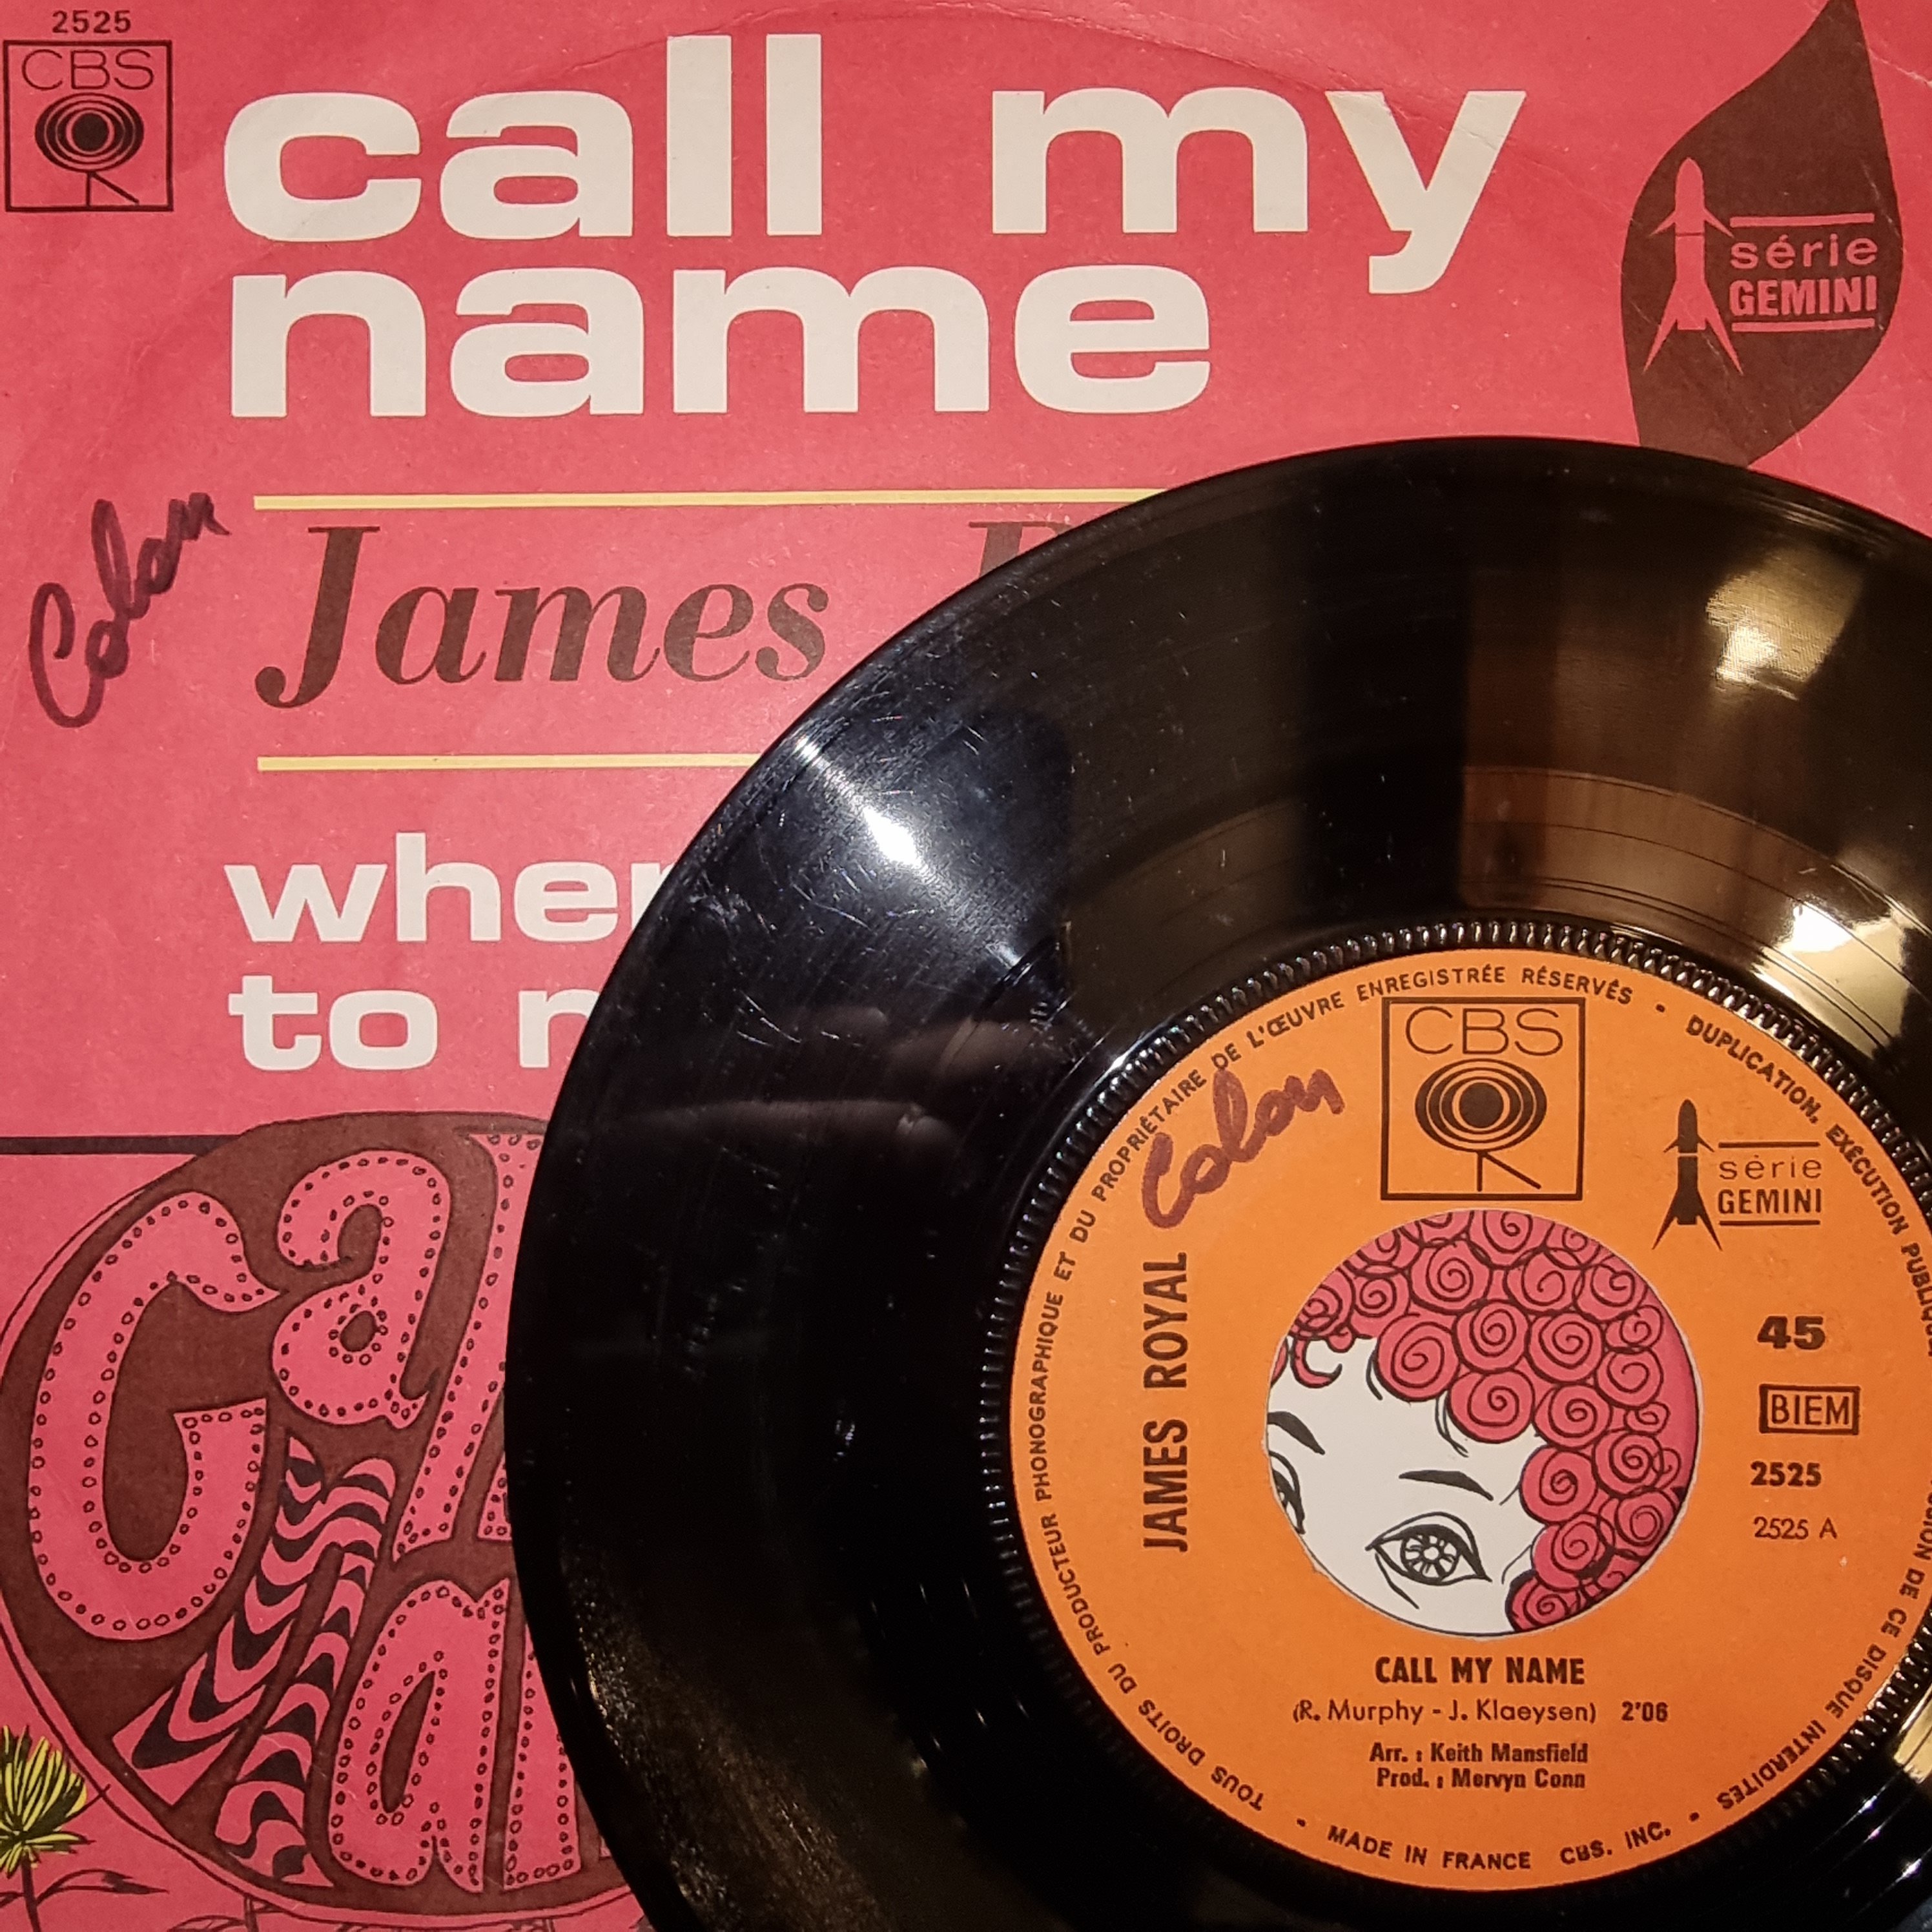 2525
CBS
call my
name
série
GEMINI
Colon
James
to
cal
TOUS DROITS DU PRODUCTEUR PHONOGRAPHIQUE ET DU PROPRIÉTAIRE DE L'ŒUVRE ENREGISTRÉE RÉSERVÉS • DUPLICATION, EXÉCUTION
DE CE DISQUE INTERDITES •
CBS
Colon
série
GEMINI
JAMES ROYAL
45
BIEM
2525
2525 A
CALL MY NAME
(R. Murphy - J. Klaeysen) 2'06
Arr. : Keith Mansfield
Prod. : Mervyn Conn
• MADE IN FRANCE CBS. INC.